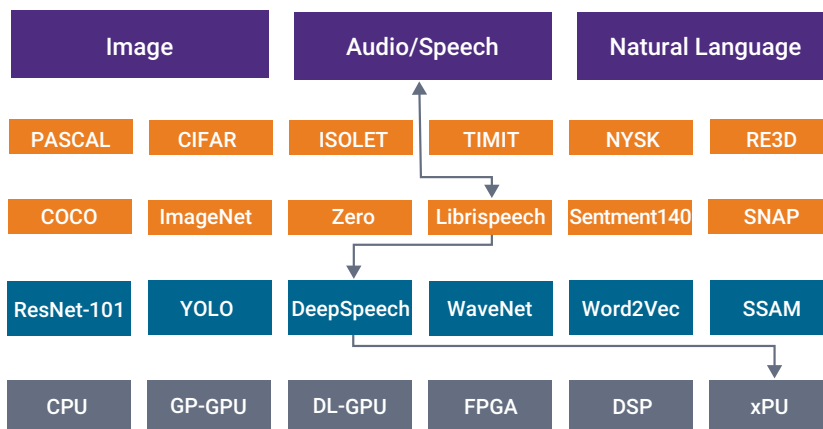 Image
Audio/Speech
Natural Language
PASCAL
CIFAR
ISOLET
TIMIT
NYSK
RE3D
COCO
ImageNet
Zero
Librispeech
Sentment140
SNAP
ResNet-101
YOLO
DeepSpeech
WaveNet
Word2Vec
SSAM
CPU
GP-GPU
DL-GPU
FPGA
DSP
xPU